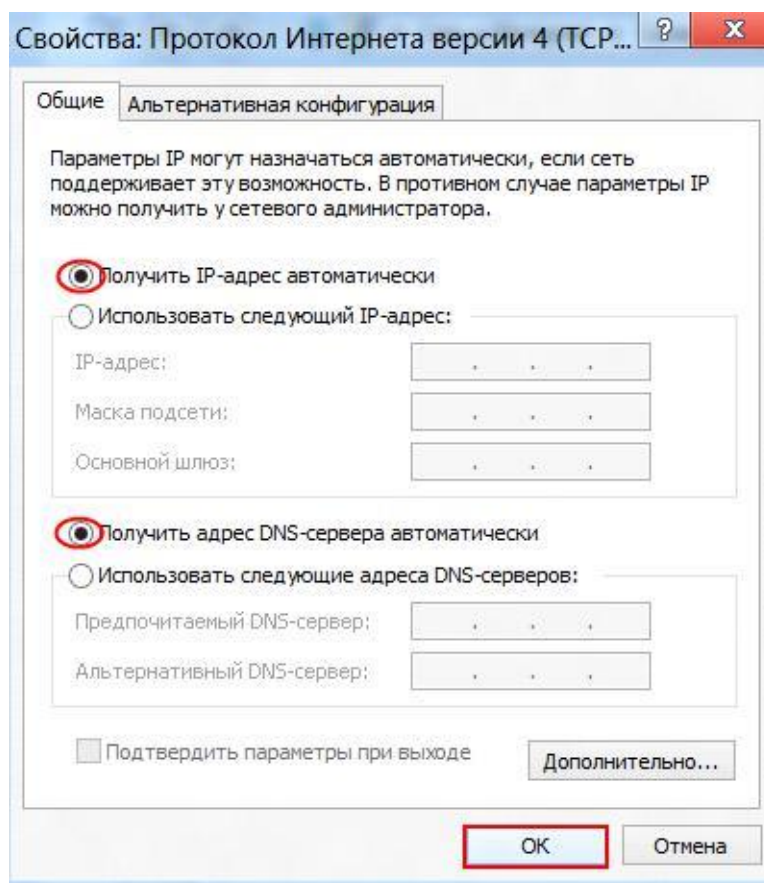 Свойства: Протокол Интернета версии 4 (TCP...
? x
Общие
Альтернативная конфигурация
Параметры IP могут назначаться автоматически, если сеть
поддерживает эту возможность. В противном случае параметры IP
можно получить у сетевого администратора.
Получить IP-адрес автоматически
Использовать следующий IP-адрес:
IP-адрес: . . .
Маска подсети: . . .
Основной шлюз: . . .
Получить адрес DNS-сервера автоматически
Использовать следующие адреса DNS-серверов:
Предпочитаемый DNS-сервер: . . .
Альтернативный DNS-сервер: . . .
Подтвердить параметры при выходе
Дополнительно...
ОК
Отмена